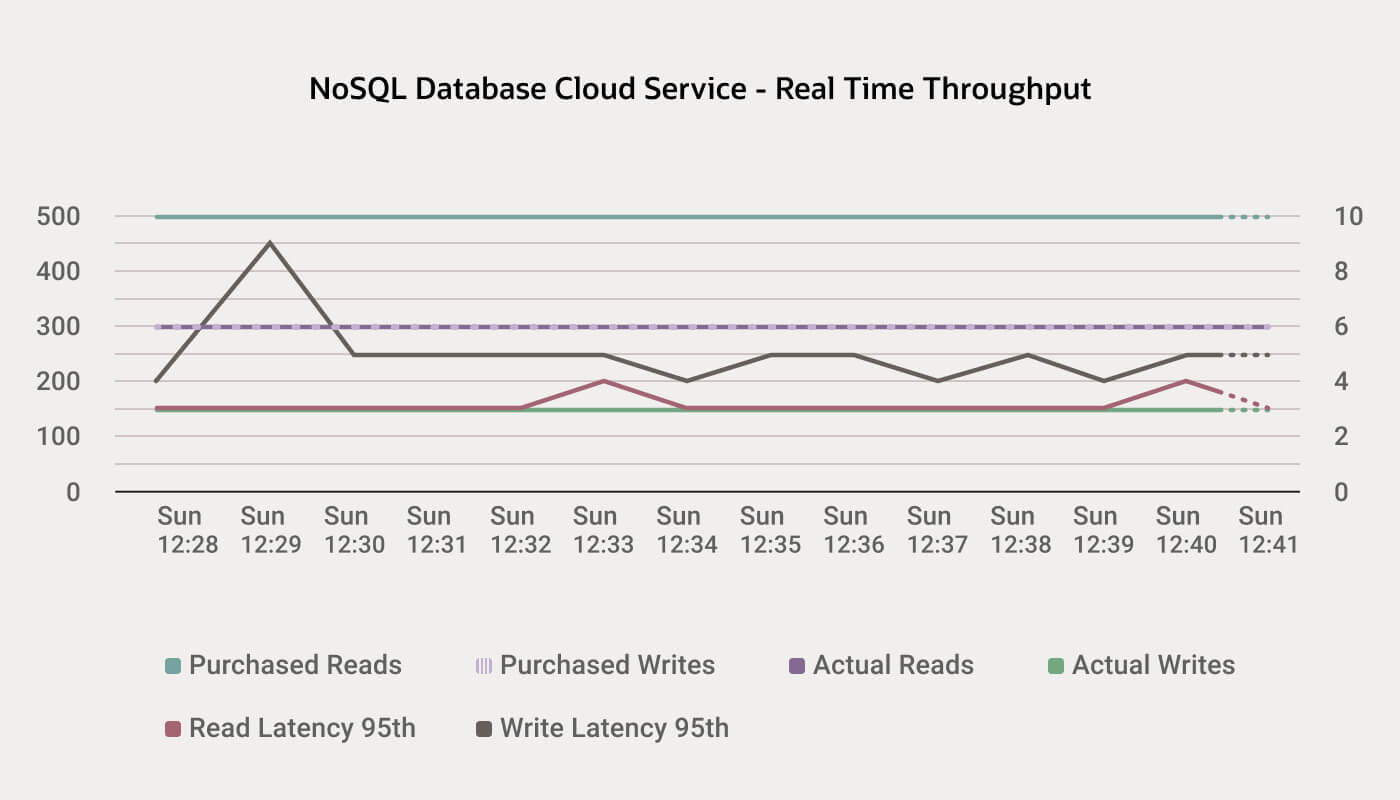 NoSQL Database Cloud Service - Real Time Throughput
500 10
400 8
300 6
200 4
100 2
0 0
Sun Sun Sun Sun Sun Sun Sun Sun Sun Sun Sun Sun Sun Sun
12:28 12:29 12:30 12:31 12:32 12:33 12:34 12:35 12:36 12:37 12:38 12:39 12:40 12:41
Purchased Reads Purchased Writes Actual Reads Actual Writes
Read Latency 95th Write Latency 95th